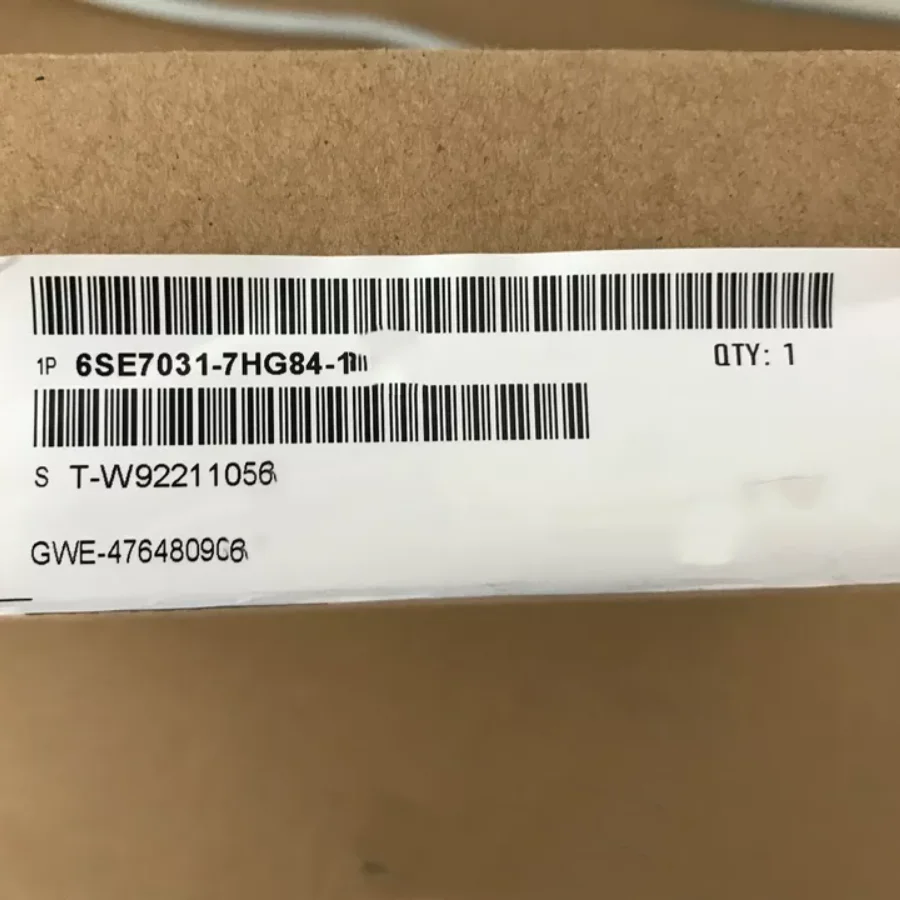 1P 6SE7031-7HG84-1
QTY: 1
S T-W92211056
GWE-476480906